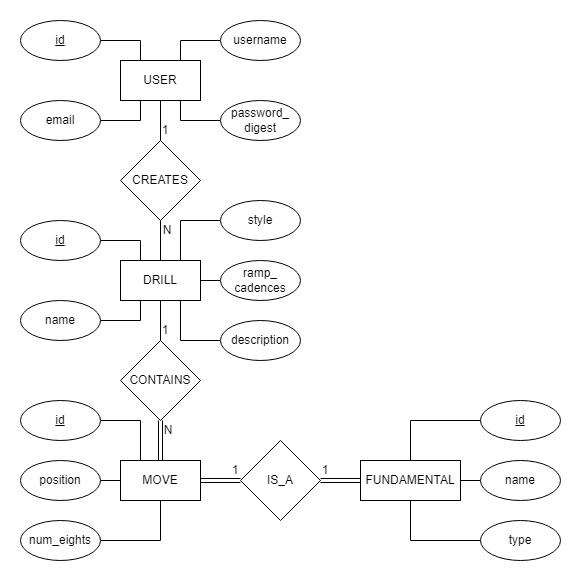 id
username
USER
email
password_
digest
1
CREATES
N
style
id
ramp_
cadences
DRILL
name
description
1
CONTAINS
N
id
id
position
MOVE
1
IS_A
1
FUNDAMENTAL
name
num_eights
type